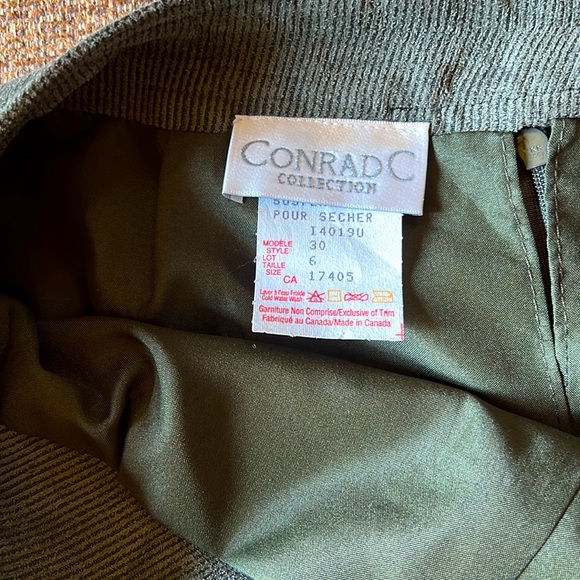 CONRAD C
COLLECTION
POUR SECHER
I4019U
MODÈLE
STYLE 30
LOT
TAILLE 6
SIZE CA 17405
Laver à l'eau Froide
Cold Water Wash
Garniture Non Comprise/Exclusive of Trim
Fabriqué au Canada/Made in Canada